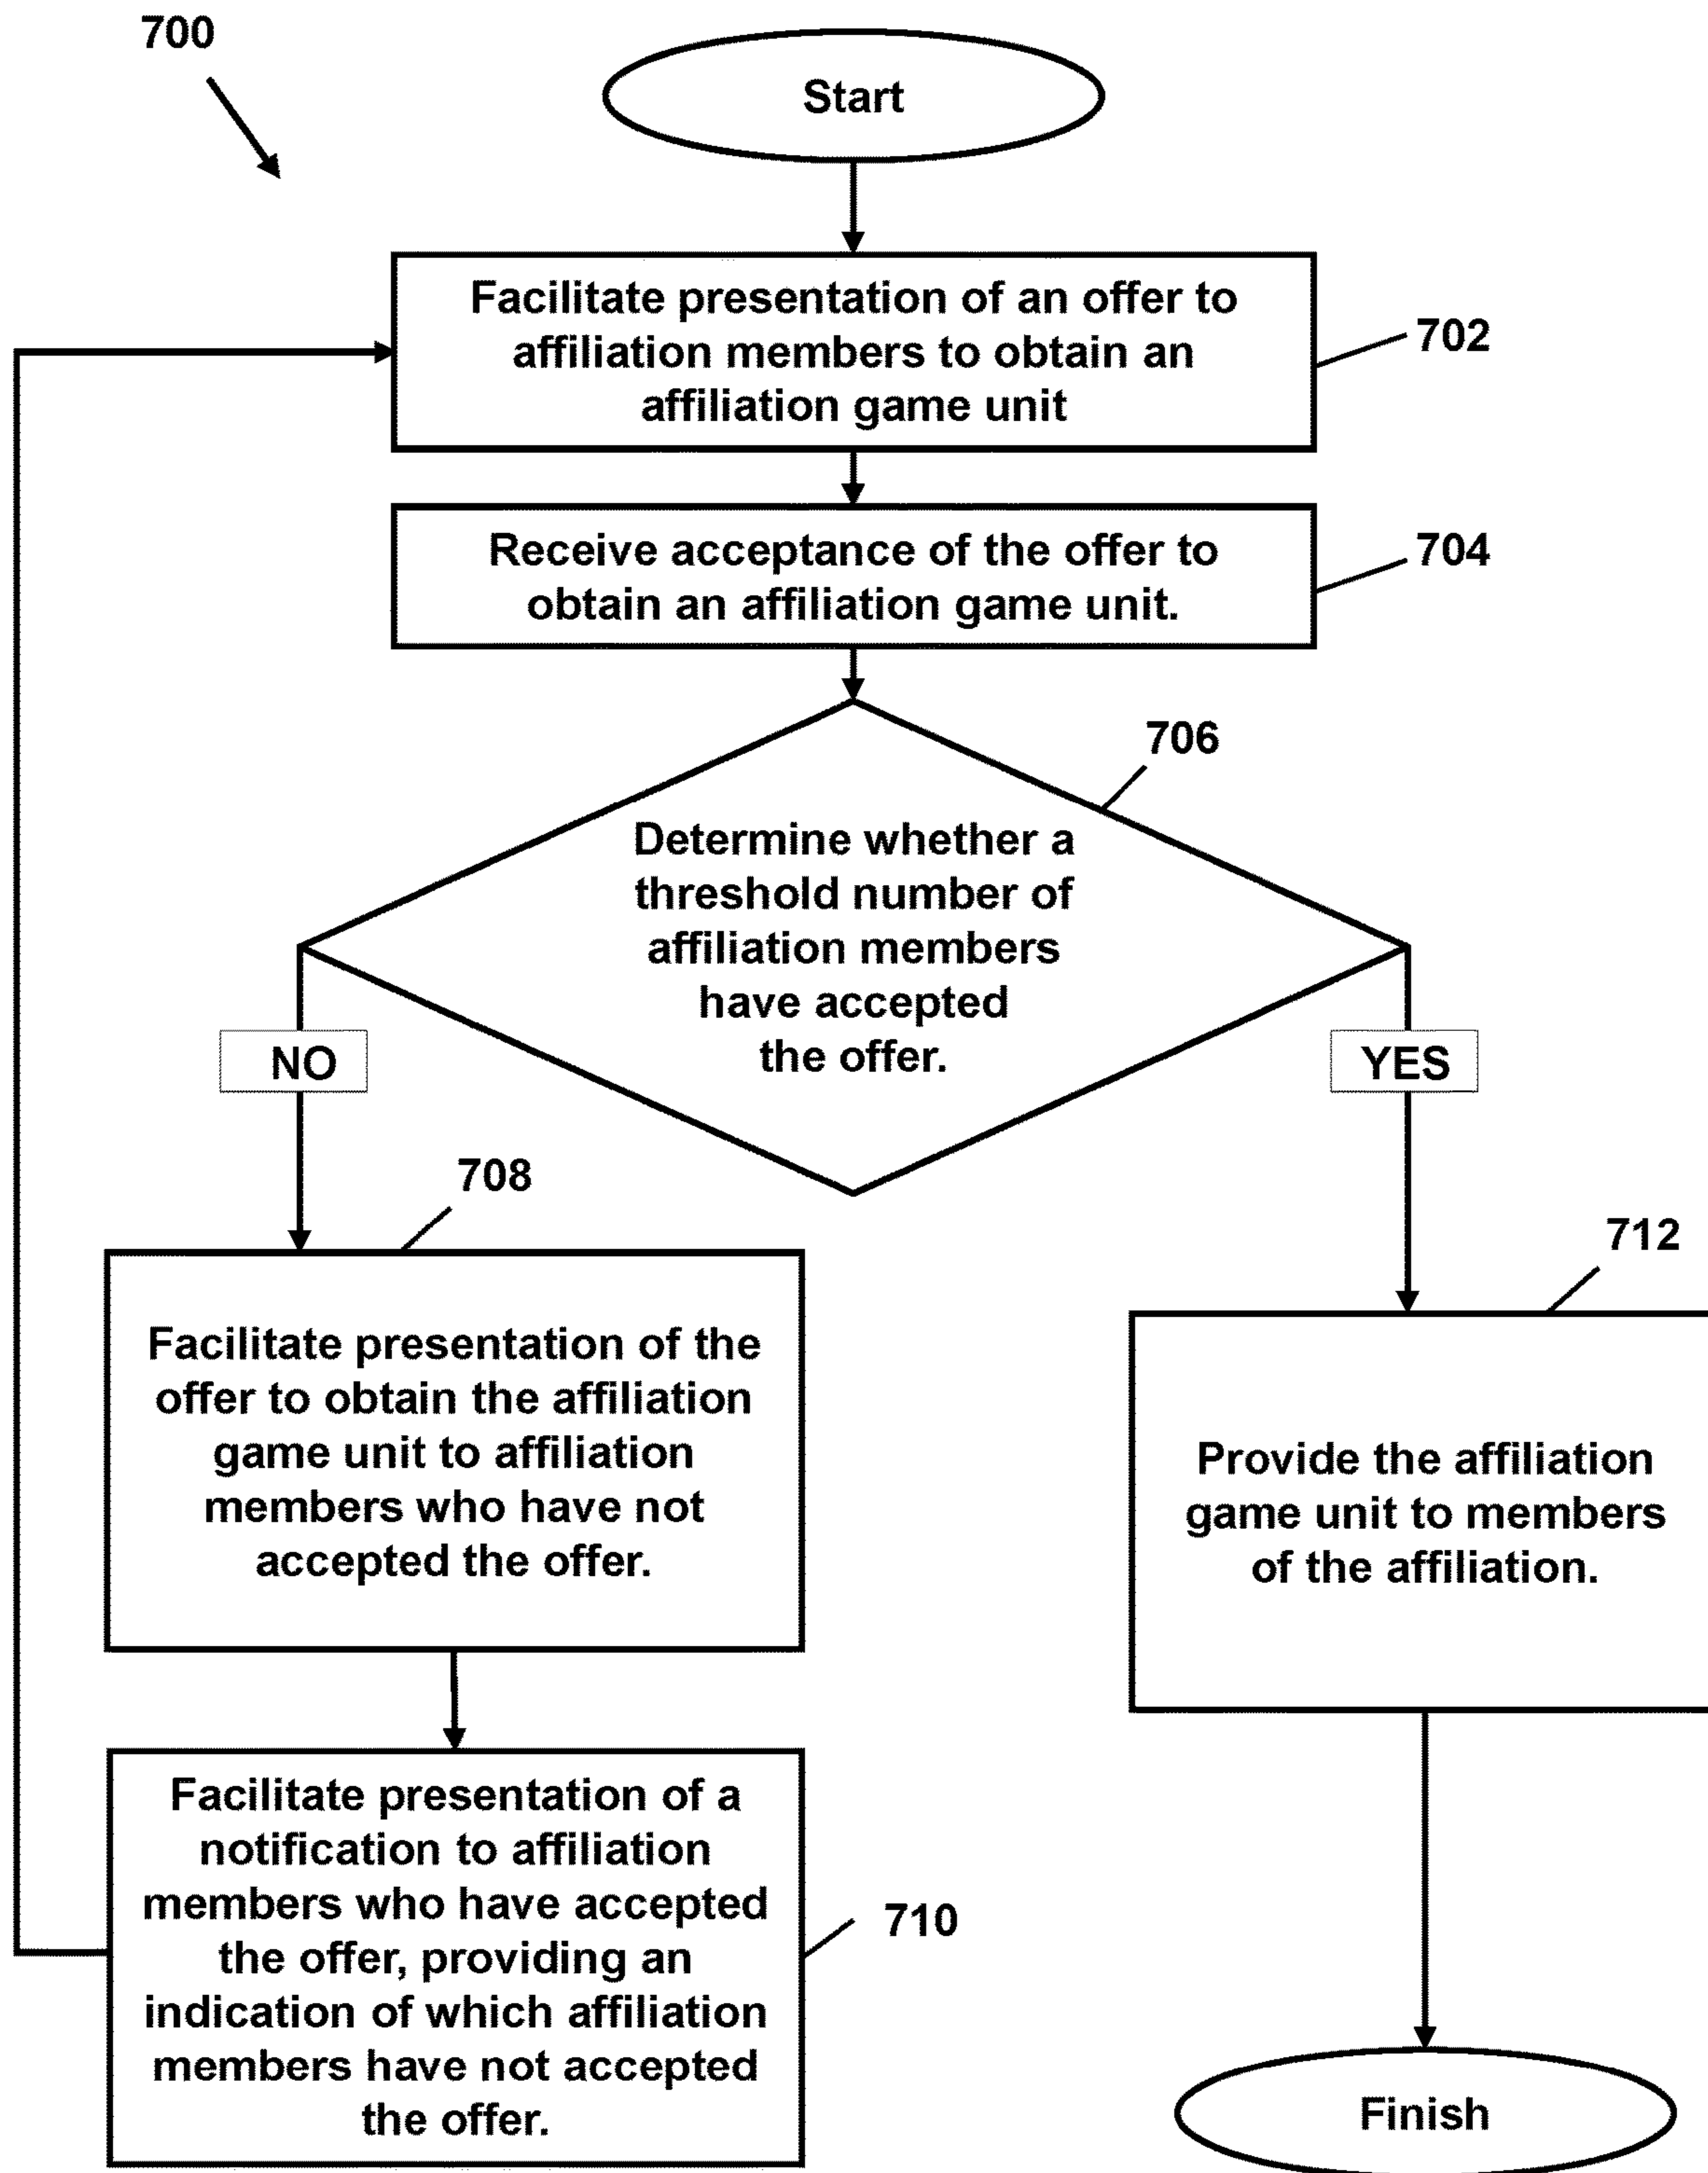 700
Start
Facilitate presentation of an offer to
affiliation members to obtain an
affiliation game unit
702
Receive acceptance of the offer to
obtain an affiliation game unit.
704
706
Determine whether a
threshold number of
affiliation members
have accepted
the offer.
NO
YES
708
Facilitate presentation of the
offer to obtain the affiliation
game unit to affiliation
members who have not
accepted the offer.
712
Provide the affiliation
game unit to members
of the affiliation.
Facilitate presentation of a
notification to affiliation
members who have accepted
the offer, providing an
indication of which affiliation
members have not accepted
the offer.
710
Finish